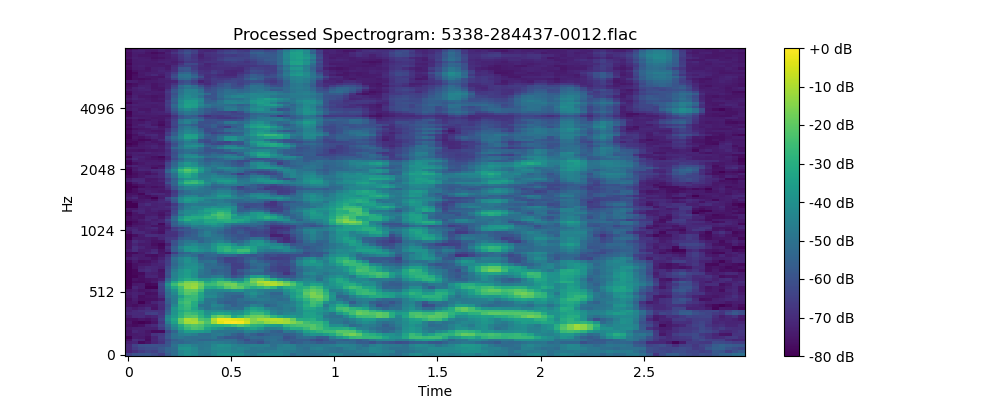 Processed Spectrogram: 5338-284437-0012.flac
Hz
4096
2048
1024
512
0
0 0.5 1 1.5 2 2.5
Time
+0 dB
-10 dB
-20 dB
-30 dB
-40 dB
-50 dB
-60 dB
-70 dB
-80 dB